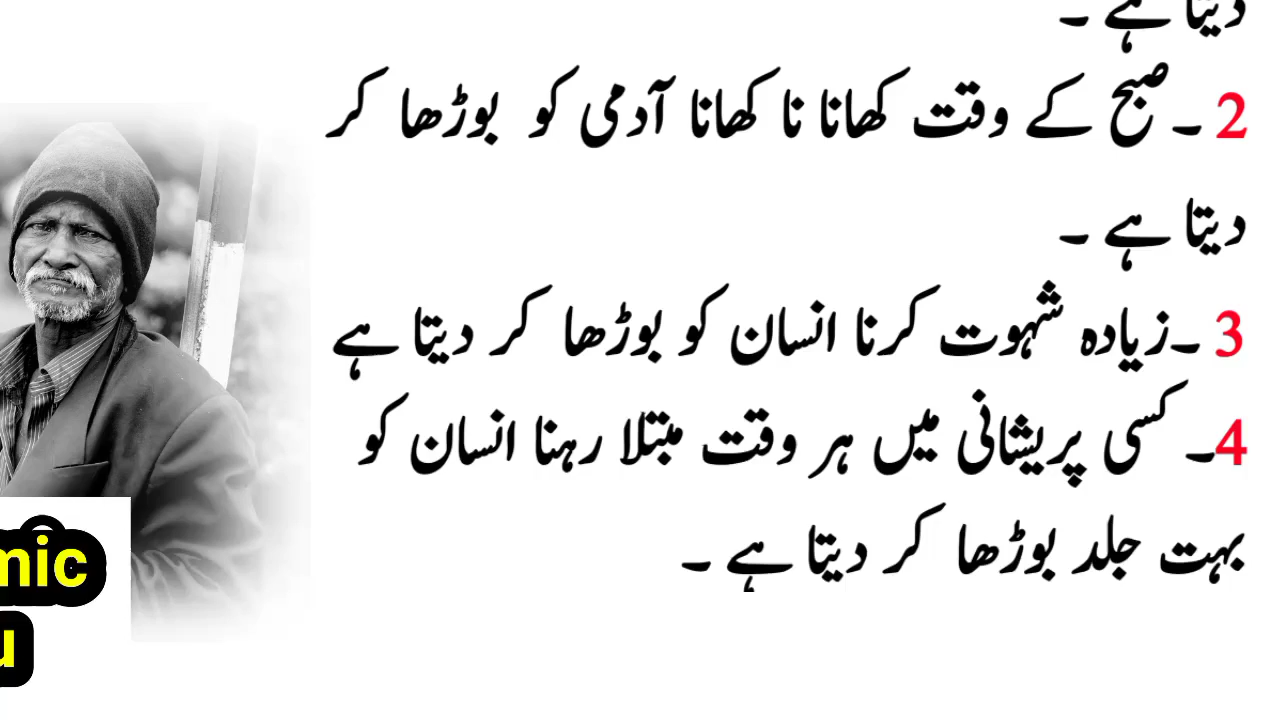 دیتا ہے ۔
2 ۔ صبح کے وقت کھانا نا کھانا آدمی کو بوڑھا کر
دیتا ہے ۔
3 ۔زیادہ شہوت کرنا انسان کو بوڑھا کر دیتا ہے
4۔ کسی پریشانی میں ہر وقت مبتلا رہنا انسان کو
بہت جلد بوڑھا کر دیتا ہے ۔
mic
u